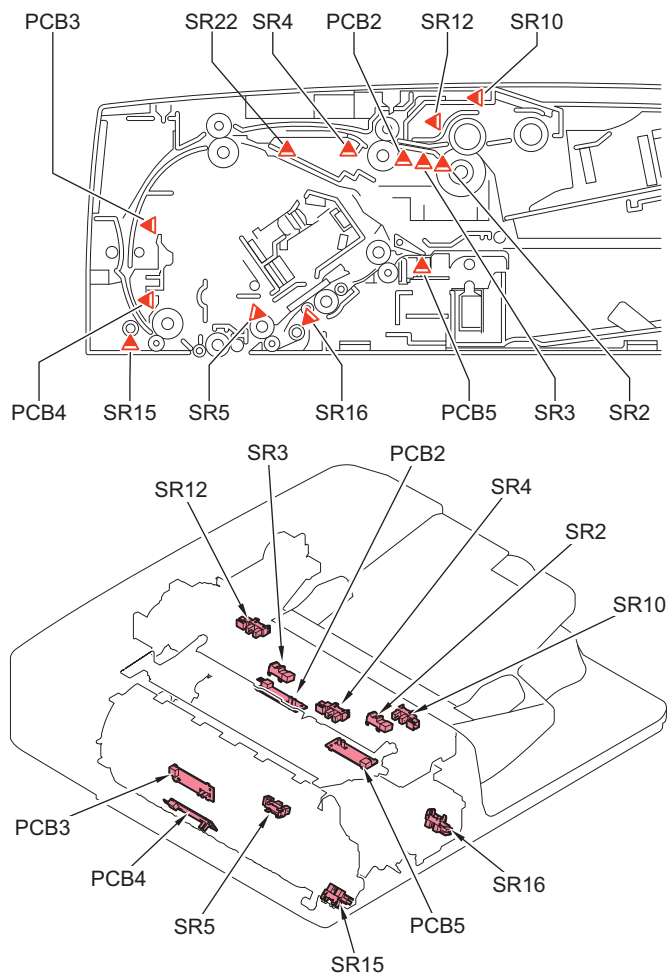 PCB3 SR22 SR4 PCB2 SR12 SR10
PCB4 SR15 SR5 SR16 PCB5 SR3 SR2
SR3
PCB2
SR12
SR4
SR2
SR10
PCB3
PCB4
SR5
SR15
PCB5
SR16